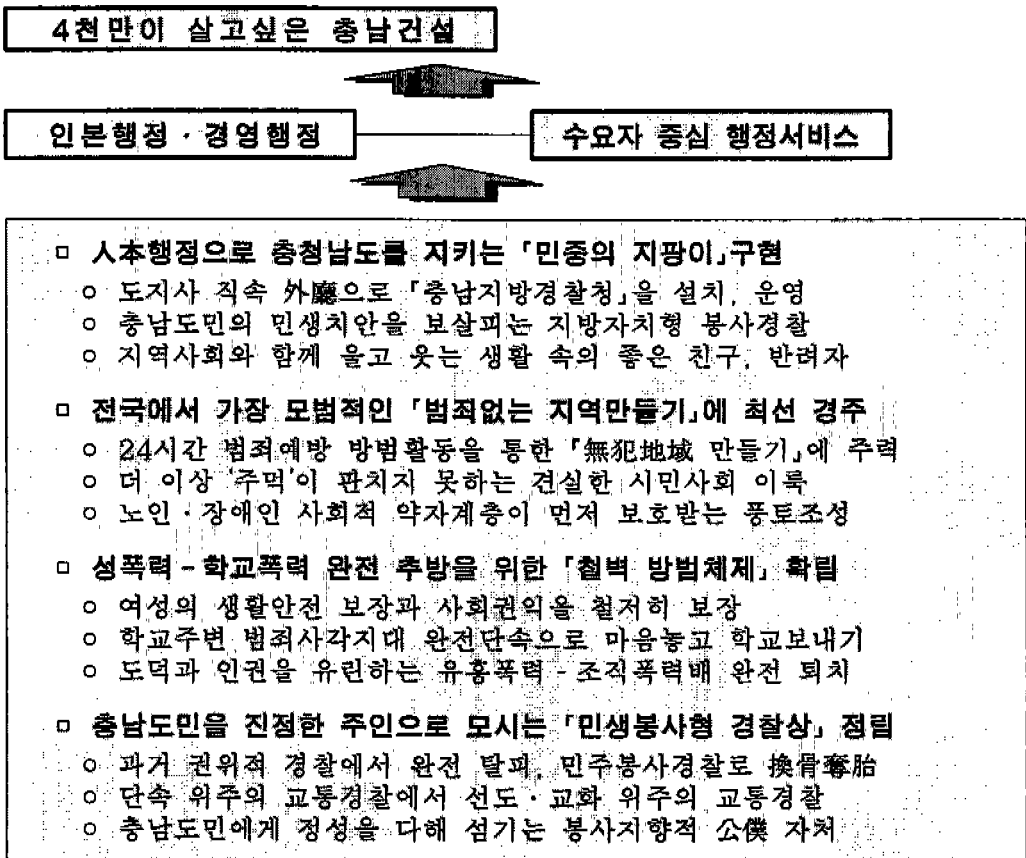 4천만이 살고싶은 충남건설
인본행정 · 경영행정
수요자 중심 행정서비스
▫ 人本행정으로 충청남도를 지키는 「민중의 지팡이」구현
o 도지사 직속 外廳으로 「충남지방경찰청」을 설치, 운영
o 충남도민의 민생치안을 보살피는 지방자치형 봉사경찰
o 지역사회와 함께 울고 웃는 생활 속의 좋은 친구, 반려자
▫ 전국에서 가장 모범적인 「범죄없는 지역만들기」에 최선 경주
o 24시간 범죄예방 방범활동을 통한 「無犯地域 만들기」에 주력
o 더 이상 '주먹'이 판치지 못하는 견실한 시민사회 이룩
o 노인 · 장애인 사회적 약자계층이 먼저 보호받는 풍토조성
▫ 성폭력 - 학교폭력 완전 추방을 위한 「철벽 방범체제」 확립
o 여성의 생활안전 보장과 사회권익을 철저히 보장
o 학교주변 범죄사각지대 완전단속으로 마음놓고 학교보내기
o 도덕과 인권을 유린하는 유흥폭력 - 조직폭력배 완전 퇴치
▫ 충남도민을 진정한 주인으로 모시는 「민생봉사형 경찰상」 정립
o 과거 권위적 경찰에서 완전 탈피, 민주봉사경찰로 換骨奪胎
o 단속 위주의 교통경찰에서 선도 · 교화 위주의 교통경찰
o 충남도민에게 정성을 다해 섬기는 봉사지향적 公僕 자처